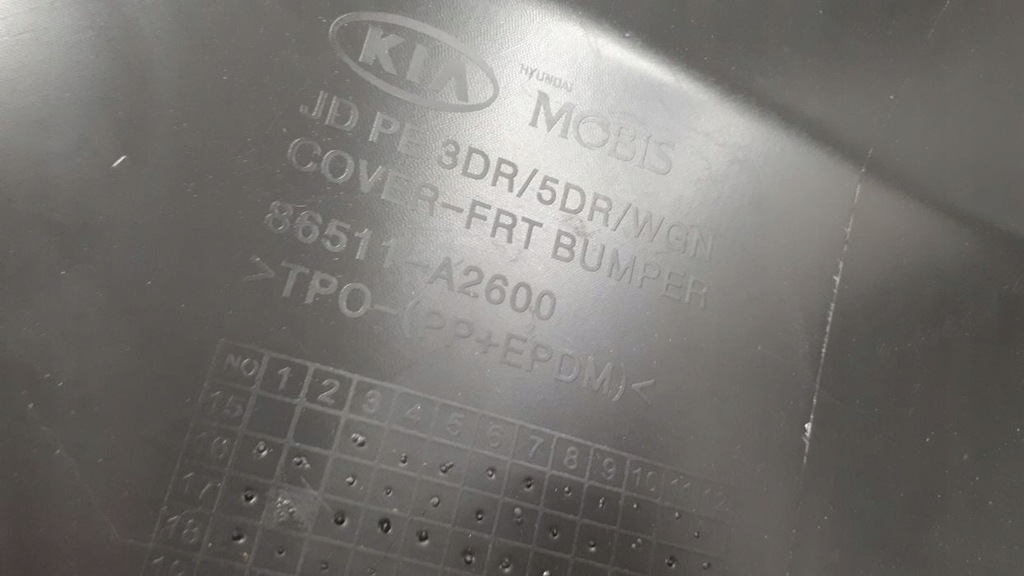 KIA
HYUNDAI
MOBIS
JD PE 3DR/5DR/WGN
COVER-FRT BUMPER
86511-A2600
>TPO-(PP+EPDM)<
NO 1 2 3 4 5 6 7 8 9 10 11 12
15
16
17
18
19